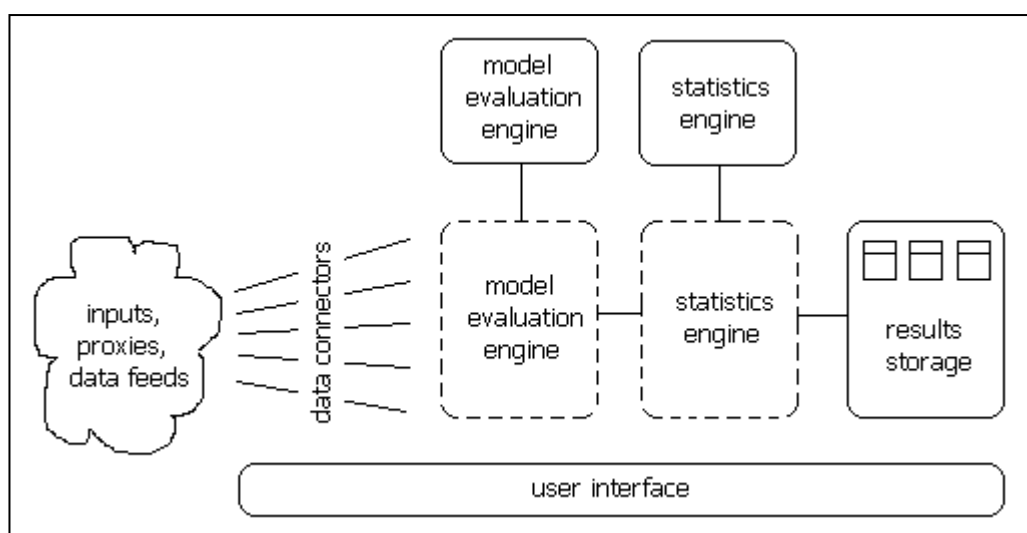 model
evaluation
engine
statistics
engine
inputs,
proxies,
data feeds
data connectors
model
evaluation
engine
statistics
engine
results
storage
user interface